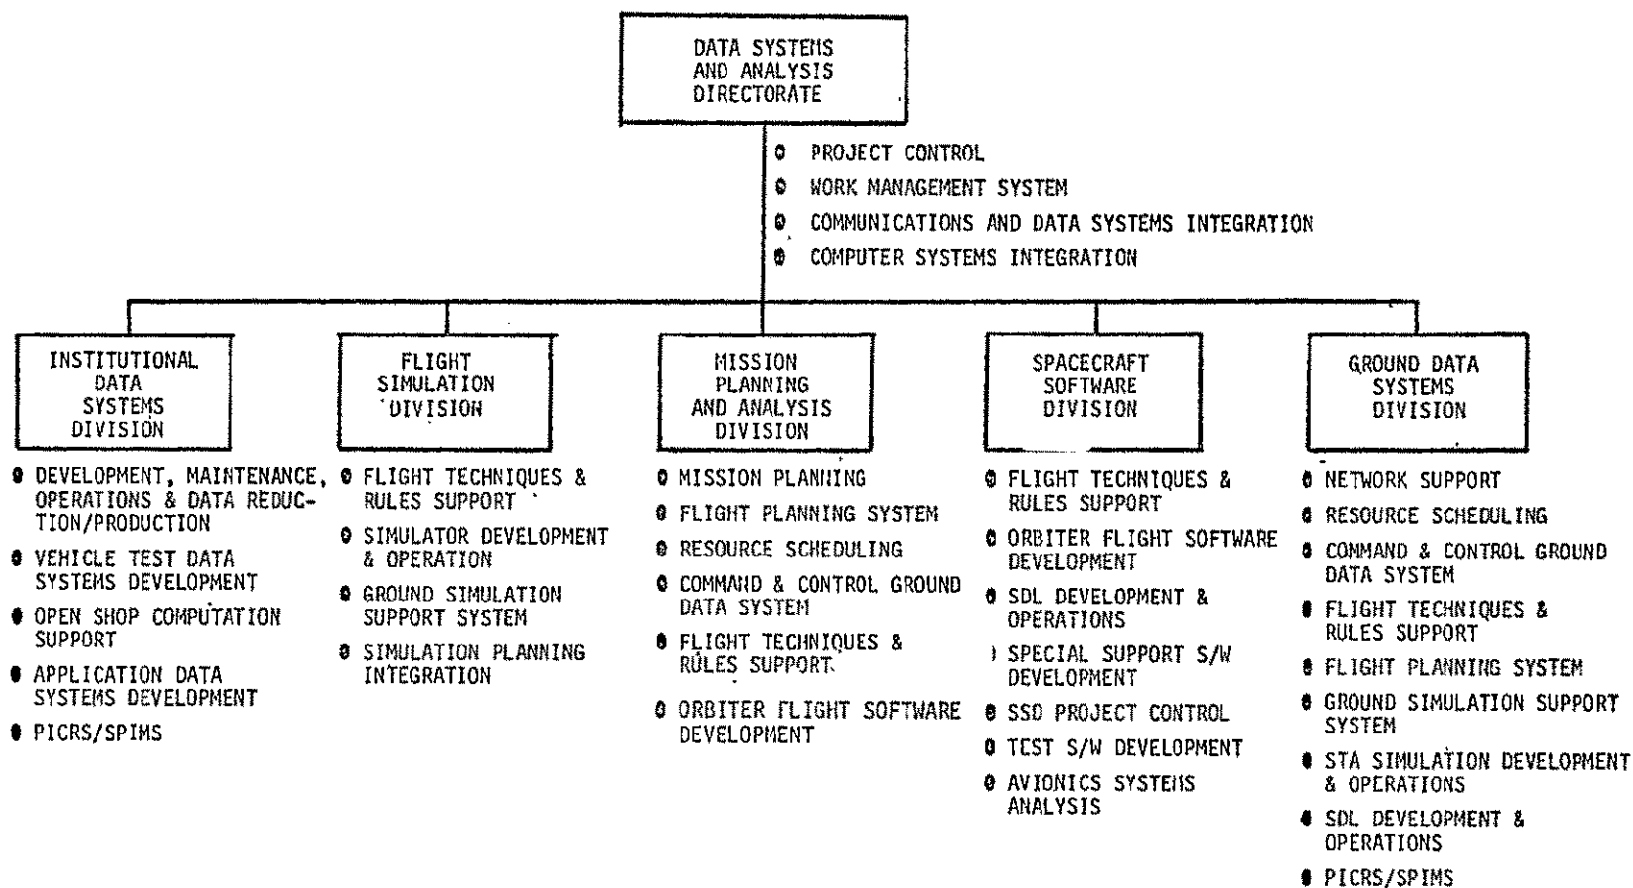 DATA SYSTEMS
AND ANALYSIS
DIRECTORATE
PROJECT CONTROL
WORK MANAGEMENT SYSTEM
COMMUNICATIONS AND DATA SYSTEMS INTEGRATION
COMPUTER SYSTEMS INTEGRATION
INSTITUTIONAL
DATA
SYSTEMS
DIVISION
DEVELOPMENT, MAINTENANCE,
OPERATIONS & DATA REDUC-
TION/PRODUCTION
VEHICLE TEST DATA
SYSTEMS DEVELOPMENT
OPEN SHOP COMPUTATION
SUPPORT
APPLICATION DATA
SYSTEMS DEVELOPMENT
PICRS/SPIMS
FLIGHT
SIMULATION
DIVISION
FLIGHT TECHNIQUES &
RULES SUPPORT
SIMULATOR DEVELOPMENT
& OPERATION
GROUND SIMULATION
SUPPORT SYSTEM
SIMULATION PLANNING
INTEGRATION
MISSION
PLANNING
AND ANALYSIS
DIVISION
MISSION PLANNING
FLIGHT PLANNING SYSTEM
RESOURCE SCHEDULING
COMMAND & CONTROL GROUND
DATA SYSTEM
FLIGHT TECHNIQUES &
RULES SUPPORT
ORBITER FLIGHT SOFTWARE
DEVELOPMENT
SPACECRAFT
SOFTWARE
DIVISION
FLIGHT TECHNIQUES &
RULES SUPPORT
ORBITER FLIGHT SOFTWARE
DEVELOPMENT
SDL DEVELOPMENT &
OPERATIONS
SPECIAL SUPPORT S/W
DEVELOPMENT
SSD PROJECT CONTROL
TEST S/W DEVELOPMENT
AVIONICS SYSTEMS
ANALYSIS
GROUND DATA
SYSTEMS
DIVISION
NETWORK SUPPORT
RESOURCE SCHEDULING
COMMAND & CONTROL GROUND
DATA SYSTEM
FLIGHT TECHNIQUES &
RULES SUPPORT
FLIGHT PLANNING SYSTEM
GROUND SIMULATION SUPPORT
SYSTEM
STA SIMULATION DEVELOPMENT
& OPERATIONS
SDL DEVELOPMENT &
OPERATIONS
PICRS/SPIMS